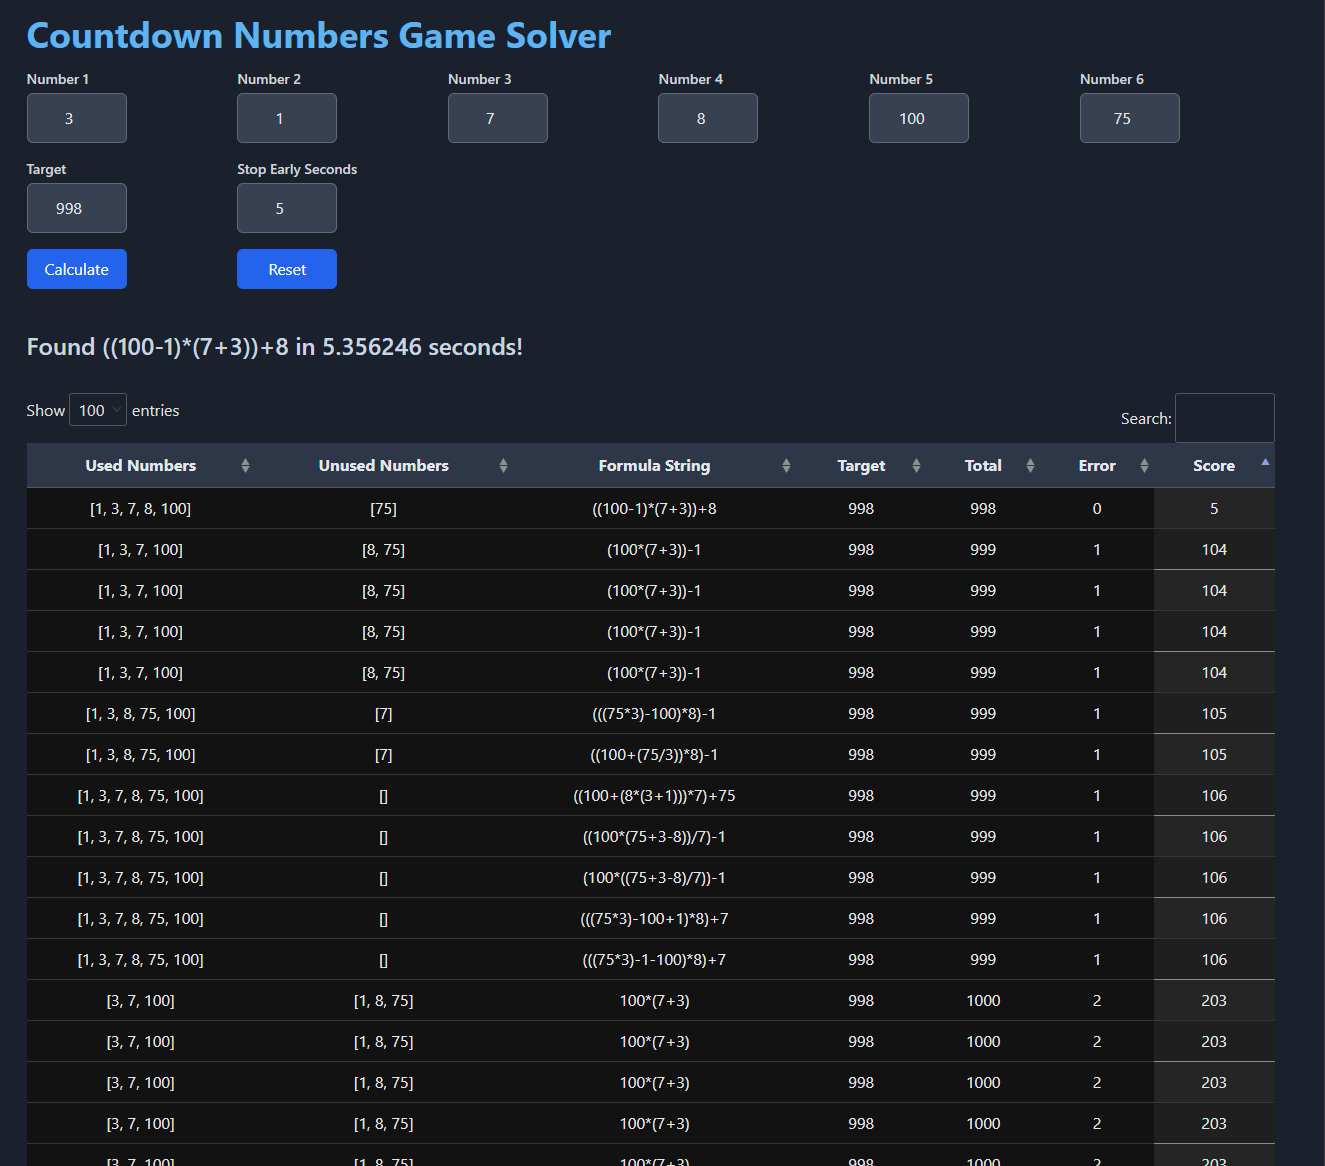 Countdown Numbers Game Solver
Number 1 Number 2 Number 3 Number 4 Number 5 Number 6
3 1 7 8 100 75
Target Stop Early Seconds
998 5
Calculate Reset
Found ((100-1)*(7+3))+8 in 5.356246 seconds!
Show 100 entries
Search:
Used Numbers Unused Numbers Formula String Target Total Error Score
[1, 3, 7, 8, 100] [75] ((100-1)*(7+3))+8 998 998 0 5
[1, 3, 7, 100] [8, 75] (100*(7+3))-1 998 999 1 104
[1, 3, 7, 100] [8, 75] (100*(7+3))-1 998 999 1 104
[1, 3, 7, 100] [8, 75] (100*(7+3))-1 998 999 1 104
[1, 3, 7, 100] [8, 75] (100*(7+3))-1 998 999 1 104
[1, 3, 8, 75, 100] [7] (((75*3)-100)*8)-1 998 999 1 105
[1, 3, 8, 75, 100] [7] ((100+(75/3))*8)-1 998 999 1 105
[1, 3, 7, 8, 75, 100] [] ((100+(8*(3+1)))*7)+75 998 999 1 106
[1, 3, 7, 8, 75, 100] [] ((100*(75+3-8))/7)-1 998 999 1 106
[1, 3, 7, 8, 75, 100] [] (100*((75+3-8)/7))-1 998 999 1 106
[1, 3, 7, 8, 75, 100] [] (((75*3)-100+1)*8)+7 998 999 1 106
[1, 3, 7, 8, 75, 100] [] (((75*3)-1-100)*8)+7 998 999 1 106
[3, 7, 100] [1, 8, 75] 100*(7+3) 998 1000 2 203
[3, 7, 100] [1, 8, 75] 100*(7+3) 998 1000 2 203
[3, 7, 100] [1, 8, 75] 100*(7+3) 998 1000 2 203
[3, 7, 100] [1, 8, 75] 100*(7+3) 998 1000 2 203
[3, 7, 100] [1, 8, 75] 100*(7+3) 998 1000 2 203